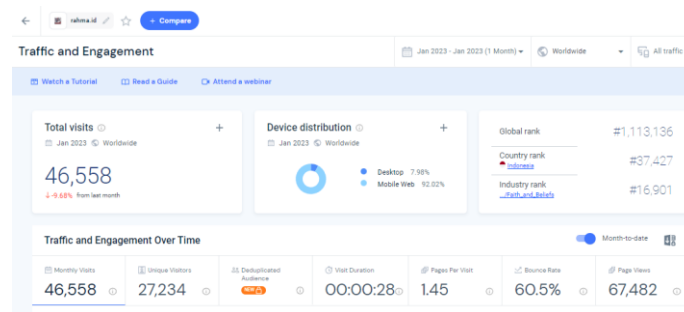 rahma.id
+ Compare
Traffic and Engagement
Jan 2023 - Jan 2023 (1 Month)
Worldwide
All traffic
Watch a Tutorial
Read a Guide
Attend a webinar
Total visits
Jan 2023 Worldwide
46,558
-9.68% from last month
Device distribution
Jan 2023 Worldwide
Desktop 7.98%
Mobile Web 92.02%
Global rank #1,113,136
Country rank
Indonesia
#37,427
Industry rank
.../Faith_and_Beliefs
#16,901
Traffic and Engagement Over Time
Month-to-date
Monthly Visits
46,558
Unique Visitors
27,234
Deduplicated
Audience
NEW
Visit Duration
00:00:28
Pages Per Visit
1.45
Bounce Rate
60.5%
Page Views
67,482